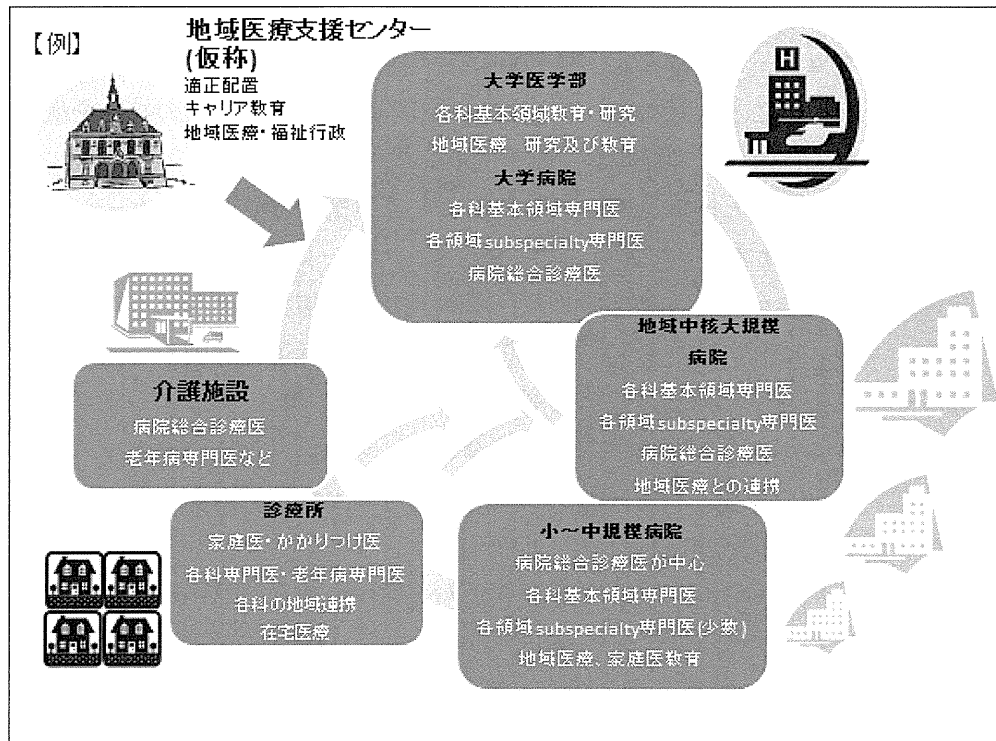 【例】
地域医療支援センター
(仮称)
適正配置
キャリア教育
地域医療・福祉行政
大学医学部
各科基本領域教育・研究
地域医療 研究及び教育
大学病院
各科基本領域専門医
各領域subspecialty専門医
病院総合診療医
H
地域中核大規模
病院
各科基本領域専門医
各領域subspecialty専門医
病院総合診療医
地域医療との連携
介護施設
病院総合診療医
老年病専門医など
診療所
家庭医・かかりつけ医
各科専門医・老年病専門医
各科の地域連携
在宅医療
小～中規模病院
病院総合診療医が中心
各科基本領域専門医
各領域subspecialty専門医(少数)
地域医療、家庭医教育